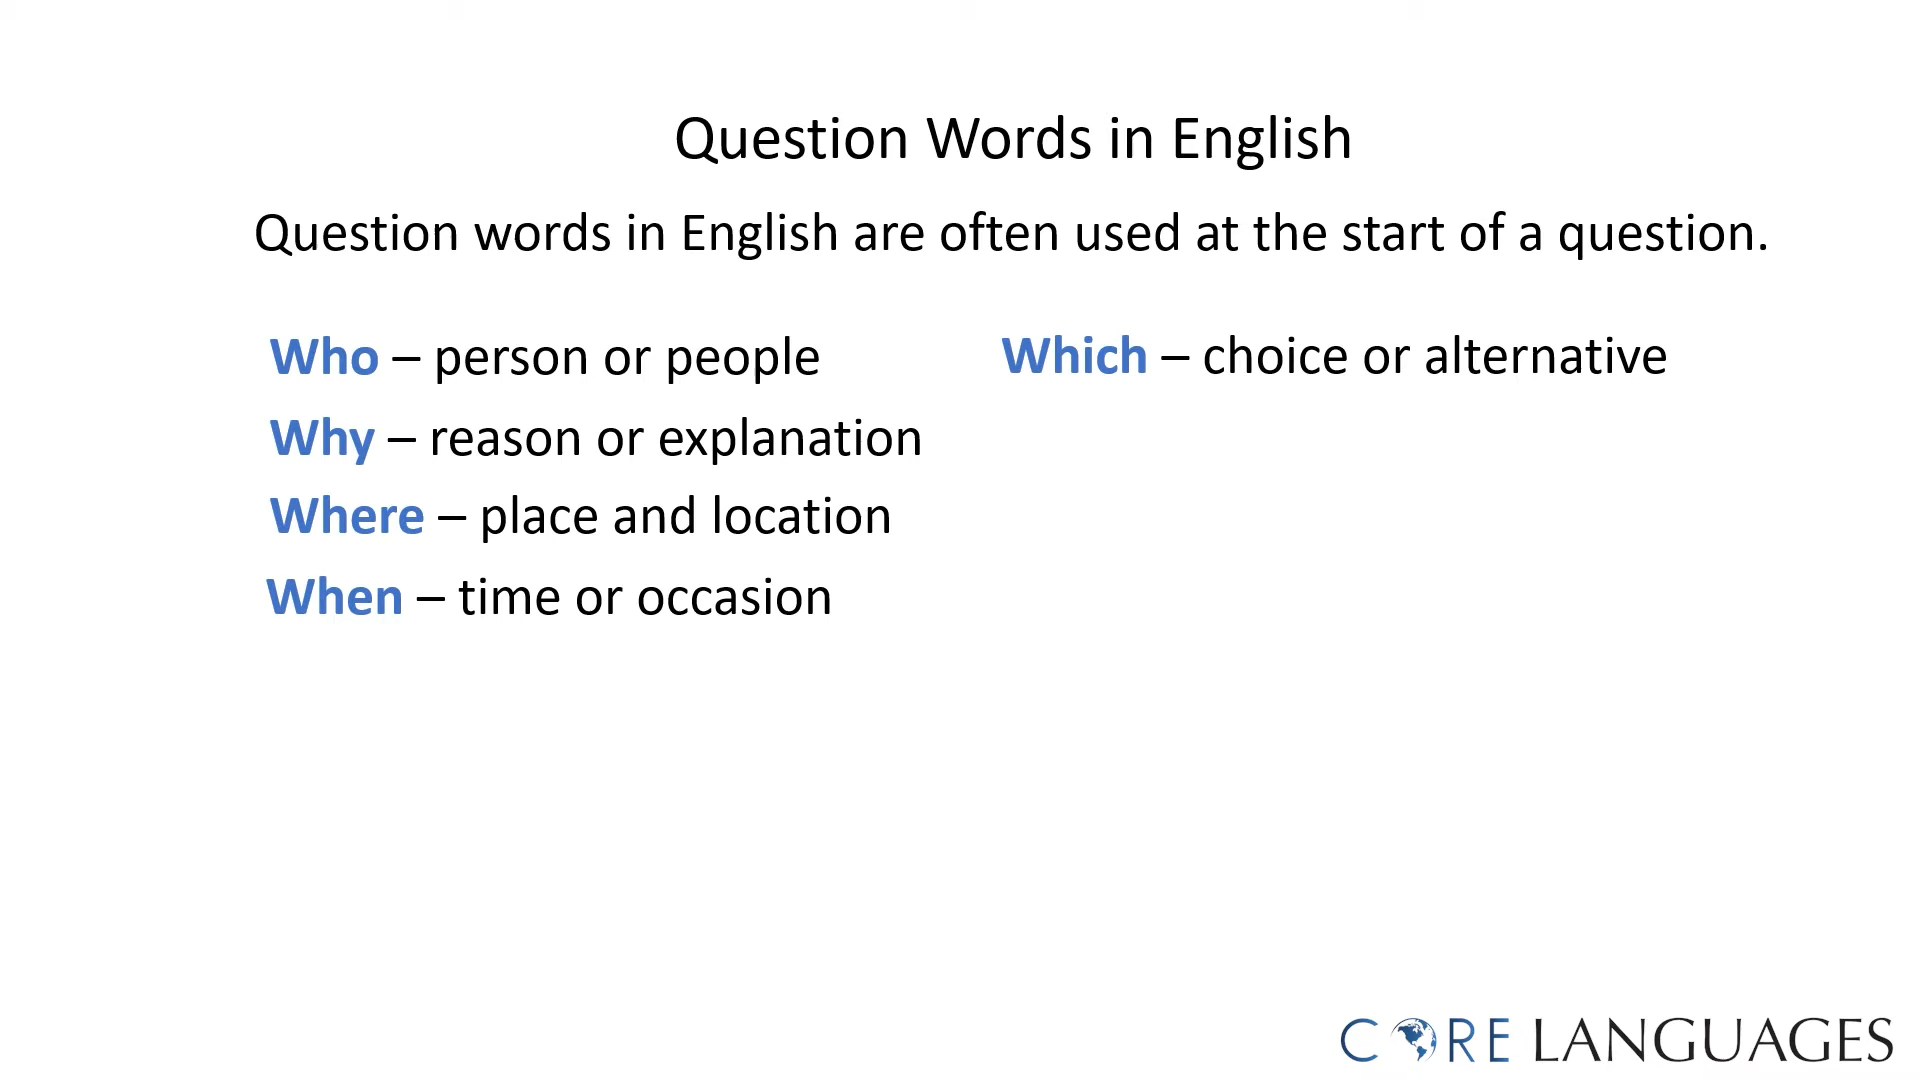 Question Words in English
Question words in English are often used at the start of a question.
Who – person or people
Why – reason or explanation
Where – place and location
When – time or occasion
Which – choice or alternative
CORE LANGUAGES